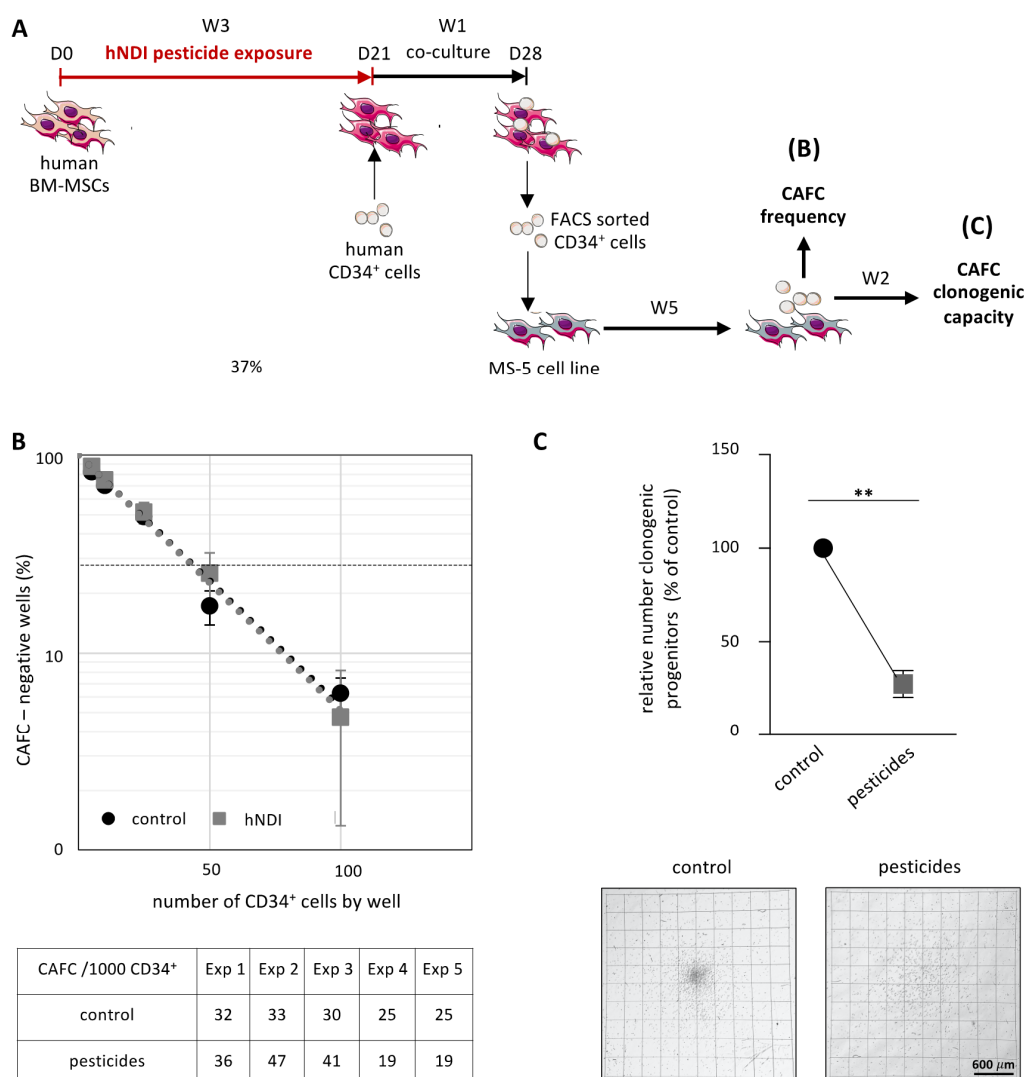 A
W3
W1
D0
hNDI pesticide exposure
D21
co-culture
D28
human
BM-MSCs
human
CD34⁺ cells
FACS sorted
CD34⁺ cells
MS-5 cell line
W5
(B)
CAFC
frequency
W2
(C)
CAFC
clonogenic
capacity
37%
B
CAFC – negative wells (%)
100
10
0
control
hNDI
50
100
number of CD34⁺ cells by well
CAFC /1000 CD34⁺ Exp 1 Exp 2 Exp 3 Exp 4 Exp 5
control 32 33 30 25 25
pesticides 36 47 41 19 19
C
relative number clonogenic
progenitors (% of control)
150
100
50
0
**
control
pesticides
control
pesticides
600 µm